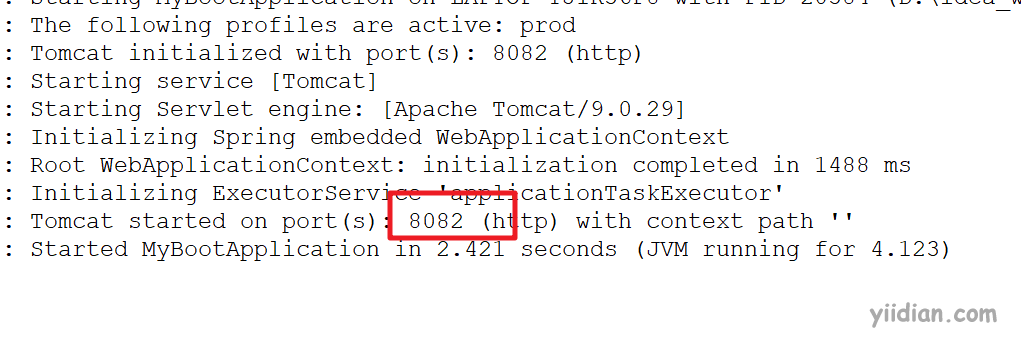 : The following profiles are active: prod
: Tomcat initialized with port(s): 8082 (http)
: Starting service [Tomcat]
: Starting Servlet engine: [Apache Tomcat/9.0.29]
: Initializing Spring embedded WebApplicationContext
: Root WebApplicationContext: initialization completed in 1488 ms
: Initializing ExecutorService 'applicationTaskExecutor'
: Tomcat started on port(s): 8082 (http) with context path ''
: Started MyBootApplication in 2.421 seconds (JVM running for 4.123)
yiidian.com